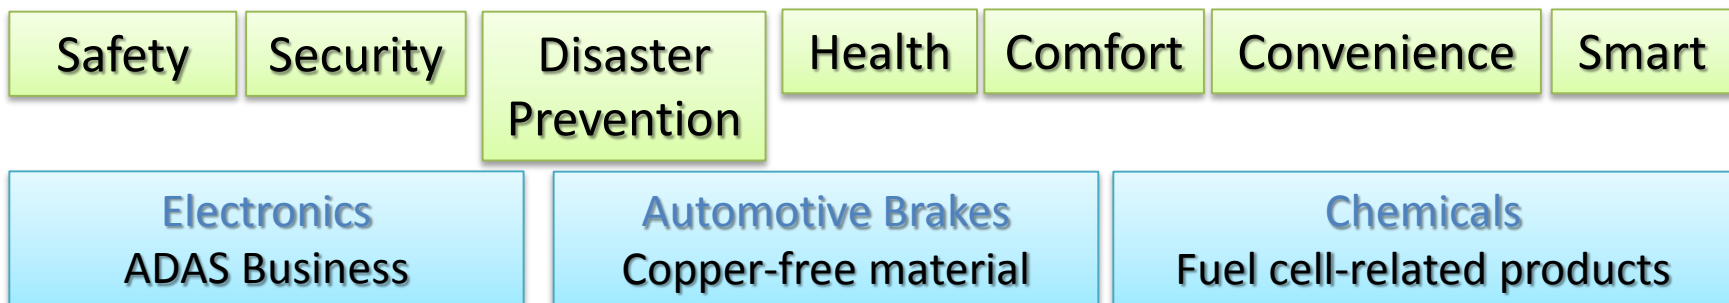 Safety Security Disaster Prevention Health Comfort Convenience Smart
Electronics
ADAS Business
Automotive Brakes
Copper-free material
Chemicals
Fuel cell-related products